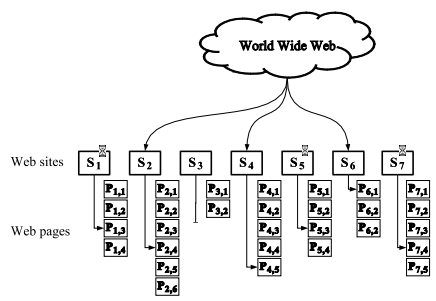 World Wide Web
Web sites
S1 S2 S3 S4 S5 S6 S7
Web pages
P1,1 P2,1 P3,1 P4,1 P5,1 P6,1 P7,1
P1,2 P2,2 P3,2 P4,2 P5,2 P6,2 P7,2
P1,3 P2,3 P4,3 P5,3 P6,2 P7,3
P1,4 P2,4 P4,4 P5,4 P7,4
P2,5 P4,5 P7,5
P2,6